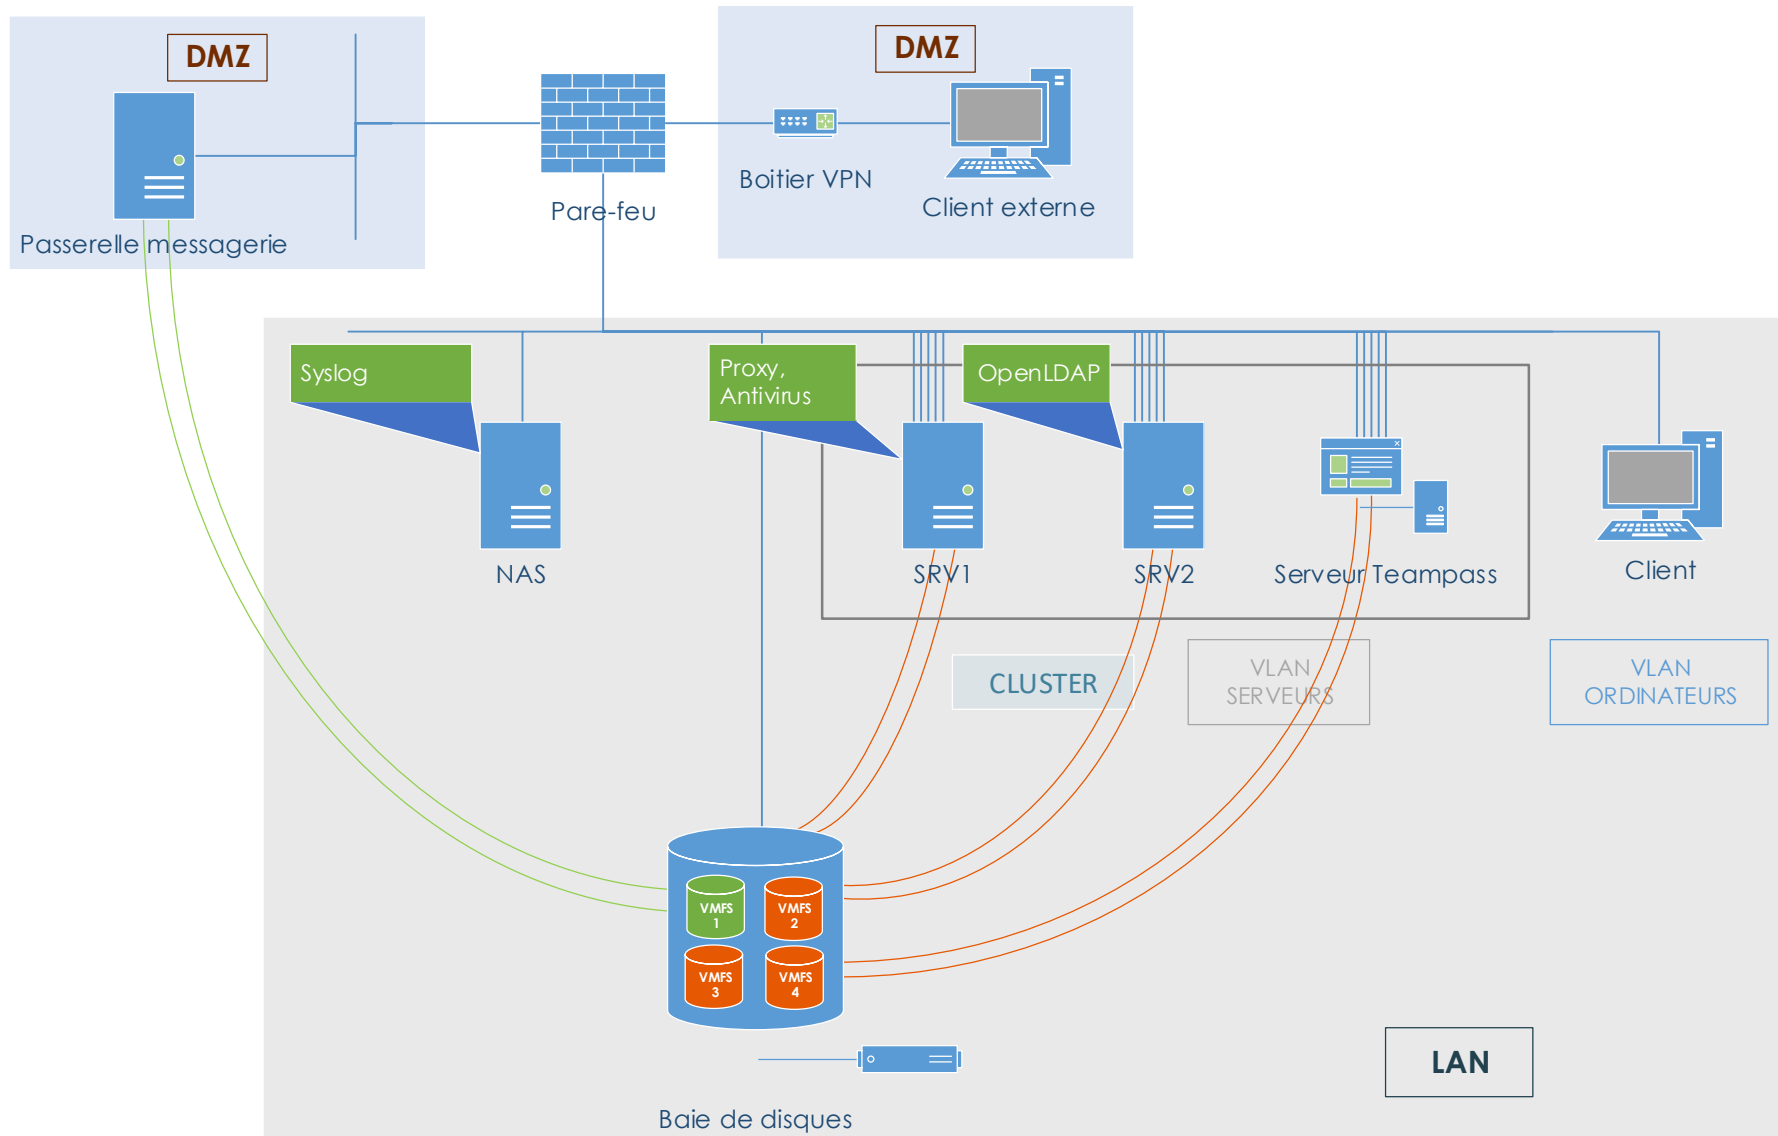 DMZ
DMZ
Boitier VPN
Client externe
Pare-feu
Passerelle messagerie
Syslog
Proxy,
Antivirus
OpenLDAP
NAS
SRV1
SRV2
Serveur Teampass
Client
CLUSTER
VLAN
SERVEURS
VLAN
ORDINATEURS
VMFS
1
VMFS
2
VMFS
3
VMFS
4
LAN
Baie de disques